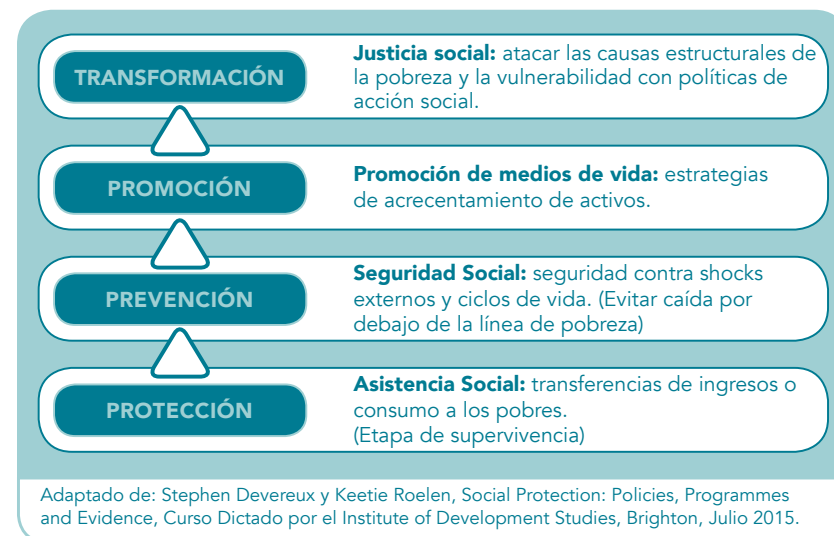 TRANSFORMACIÓN
Justicia social: atacar las causas estructurales de
la pobreza y la vulnerabilidad con políticas de
acción social.
PROMOCIÓN
Promoción de medios de vida: estrategias
de acrecentamiento de activos.
PREVENCIÓN
Seguridad Social: seguridad contra shocks
externos y ciclos de vida. (Evitar caída por
debajo de la línea de pobreza)
PROTECCIÓN
Asistencia Social: transferencias de ingresos o
consumo a los pobres.
(Etapa de supervivencia)
Adaptado de: Stephen Devereux y Keetie Roelen, Social Protection: Policies, Programmes
and Evidence, Curso Dictado por el Institute of Development Studies, Brighton, Julio 2015.